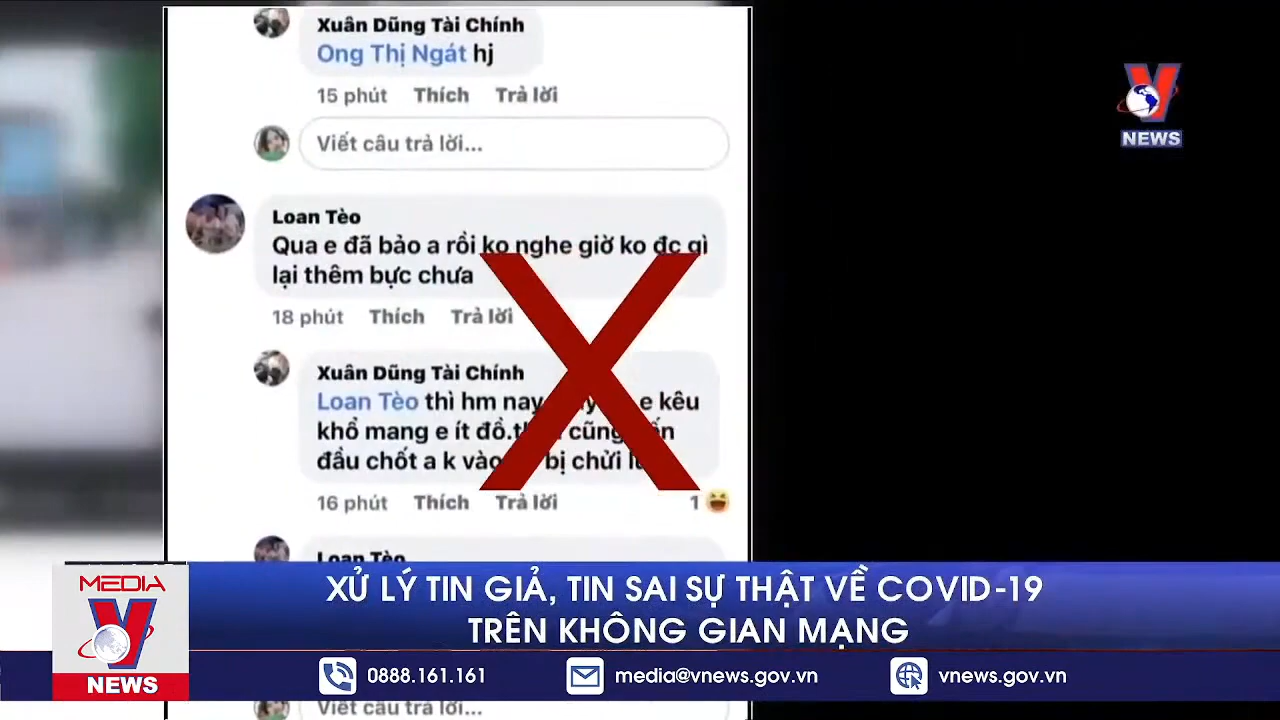 Xuân Dũng Tài Chính
Ong Thị Ngát hj
15 phút Thích Trả lời
Viết câu trả lời...
NEWS
Loan Tèo
Qua e đã bảo a rồi ko nghe giờ ko đc gì
lại thêm bực chưa
18 phút Thích Trả lời
Xuân Dũng Tài Chính
Loan Tèo thì hm nay e kêu
khổ mang e ít đồ. cũng
đầu chốt a k vào bị chửi
16 phút Thích Trả lời 1
Loan Tèo
MEDIA
NEWS
XỬ LÝ TIN GIẢ, TIN SAI SỰ THẬT VỀ COVID-19
TRÊN KHÔNG GIAN MẠNG
0888.161.161 media@vnews.gov.vn vnews.gov.vn
Viết câu trả lời...